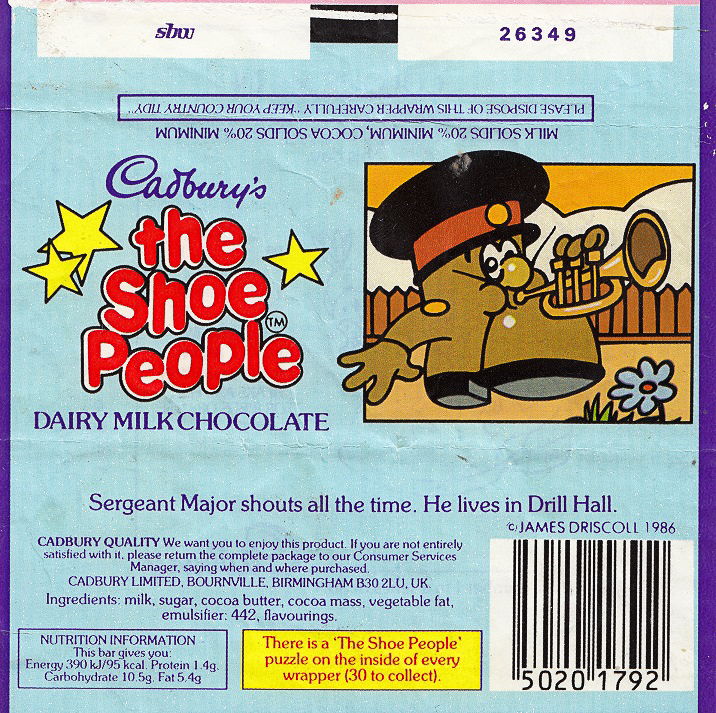 sbw
26349
PLEASE DISPOSE OF THIS WRAPPER CAREFULLY. "KEEP YOUR COUNTRY TIDY."
MILK SOLIDS 20% MINIMUM, COCOA SOLIDS 20% MINIMUM
Cadbury's
the
Shoe
People TM
DAIRY MILK CHOCOLATE
Sergeant Major shouts all the time. He lives in Drill Hall.
© JAMES DRISCOLL 1986
CADBURY QUALITY We want you to enjoy this product. If you are not entirely
satisfied with it, please return the complete package to our Consumer Services
Manager, saying when and where purchased.
CADBURY LIMITED, BOURNVILLE, BIRMINGHAM B30 2LU, UK.
Ingredients: milk, sugar, cocoa butter, cocoa mass, vegetable fat,
emulsifier: 442, flavourings.
NUTRITION INFORMATION
This bar gives you:
Energy 390 kJ/95 kcal. Protein 1.4g.
Carbohydrate 10.5g. Fat 5.4g
There is a 'The Shoe People'
puzzle on the inside of every
wrapper (30 to collect).
5020 1792